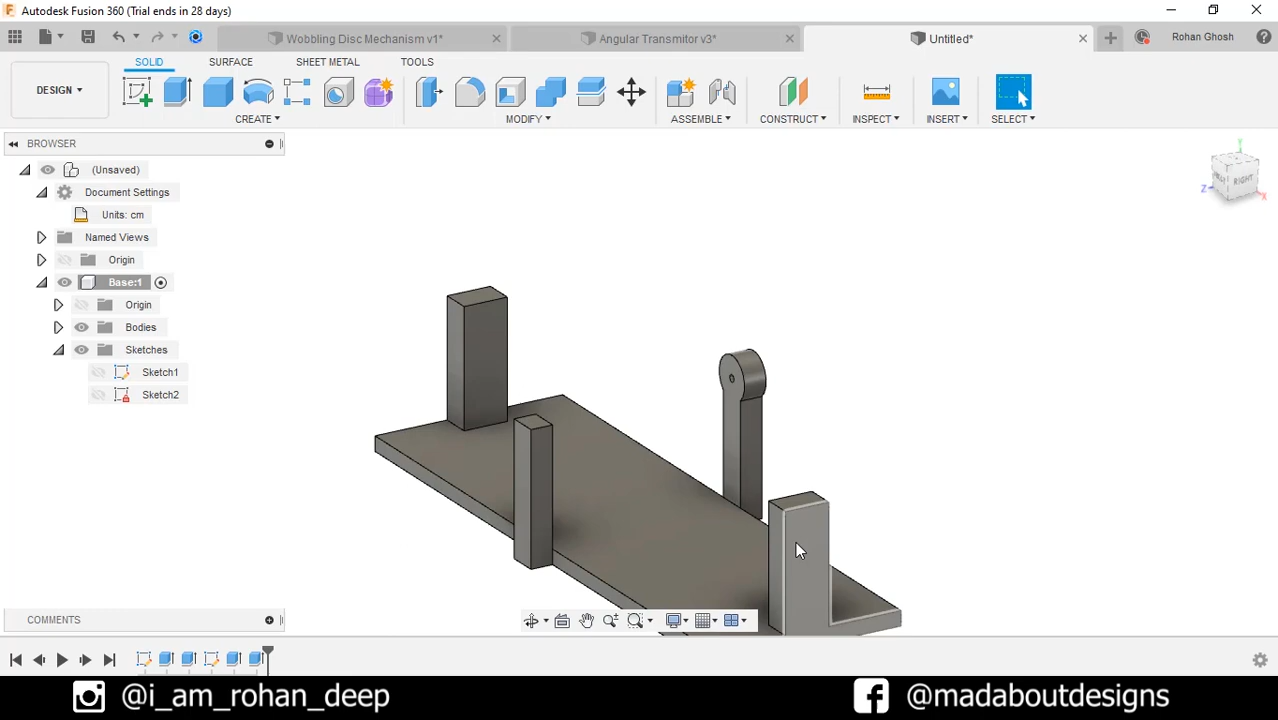 Autodesk Fusion 360 (Trial ends in 28 days)
Wobbling Disc Mechanism v1*
Angular Transmitor v3*
Untitled*
Rohan Ghosh
SOLID
SURFACE
SHEET METAL
TOOLS
DESIGN
CREATE
MODIFY
ASSEMBLE
CONSTRUCT
INSPECT
INSERT
SELECT
BROWSER
(Unsaved)
Document Settings
Units: cm
Named Views
Origin
Base:1
Origin
Bodies
Sketches
Sketch1
Sketch2
Y
RIGHT
Z
X
COMMENTS
@i_am_rohan_deep
@madaboutdesigns